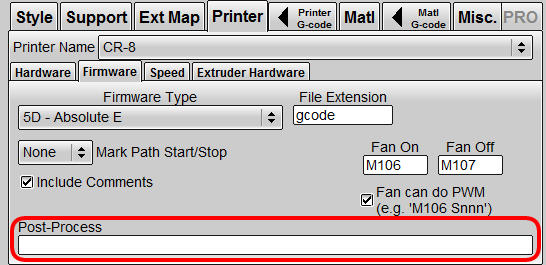 Style Support Ext Map Printer Printer G-code Matl Matl G-code Misc. PRO
Printer Name CR-8
Hardware Firmware Speed Extruder Hardware
Firmware Type File Extension
5D - Absolute E gcode
Fan On Fan Off
None Mark Path Start/Stop M106 M107
Include Comments
Fan can do PWM
(e.g. 'M106 Snnn')
Post-Process